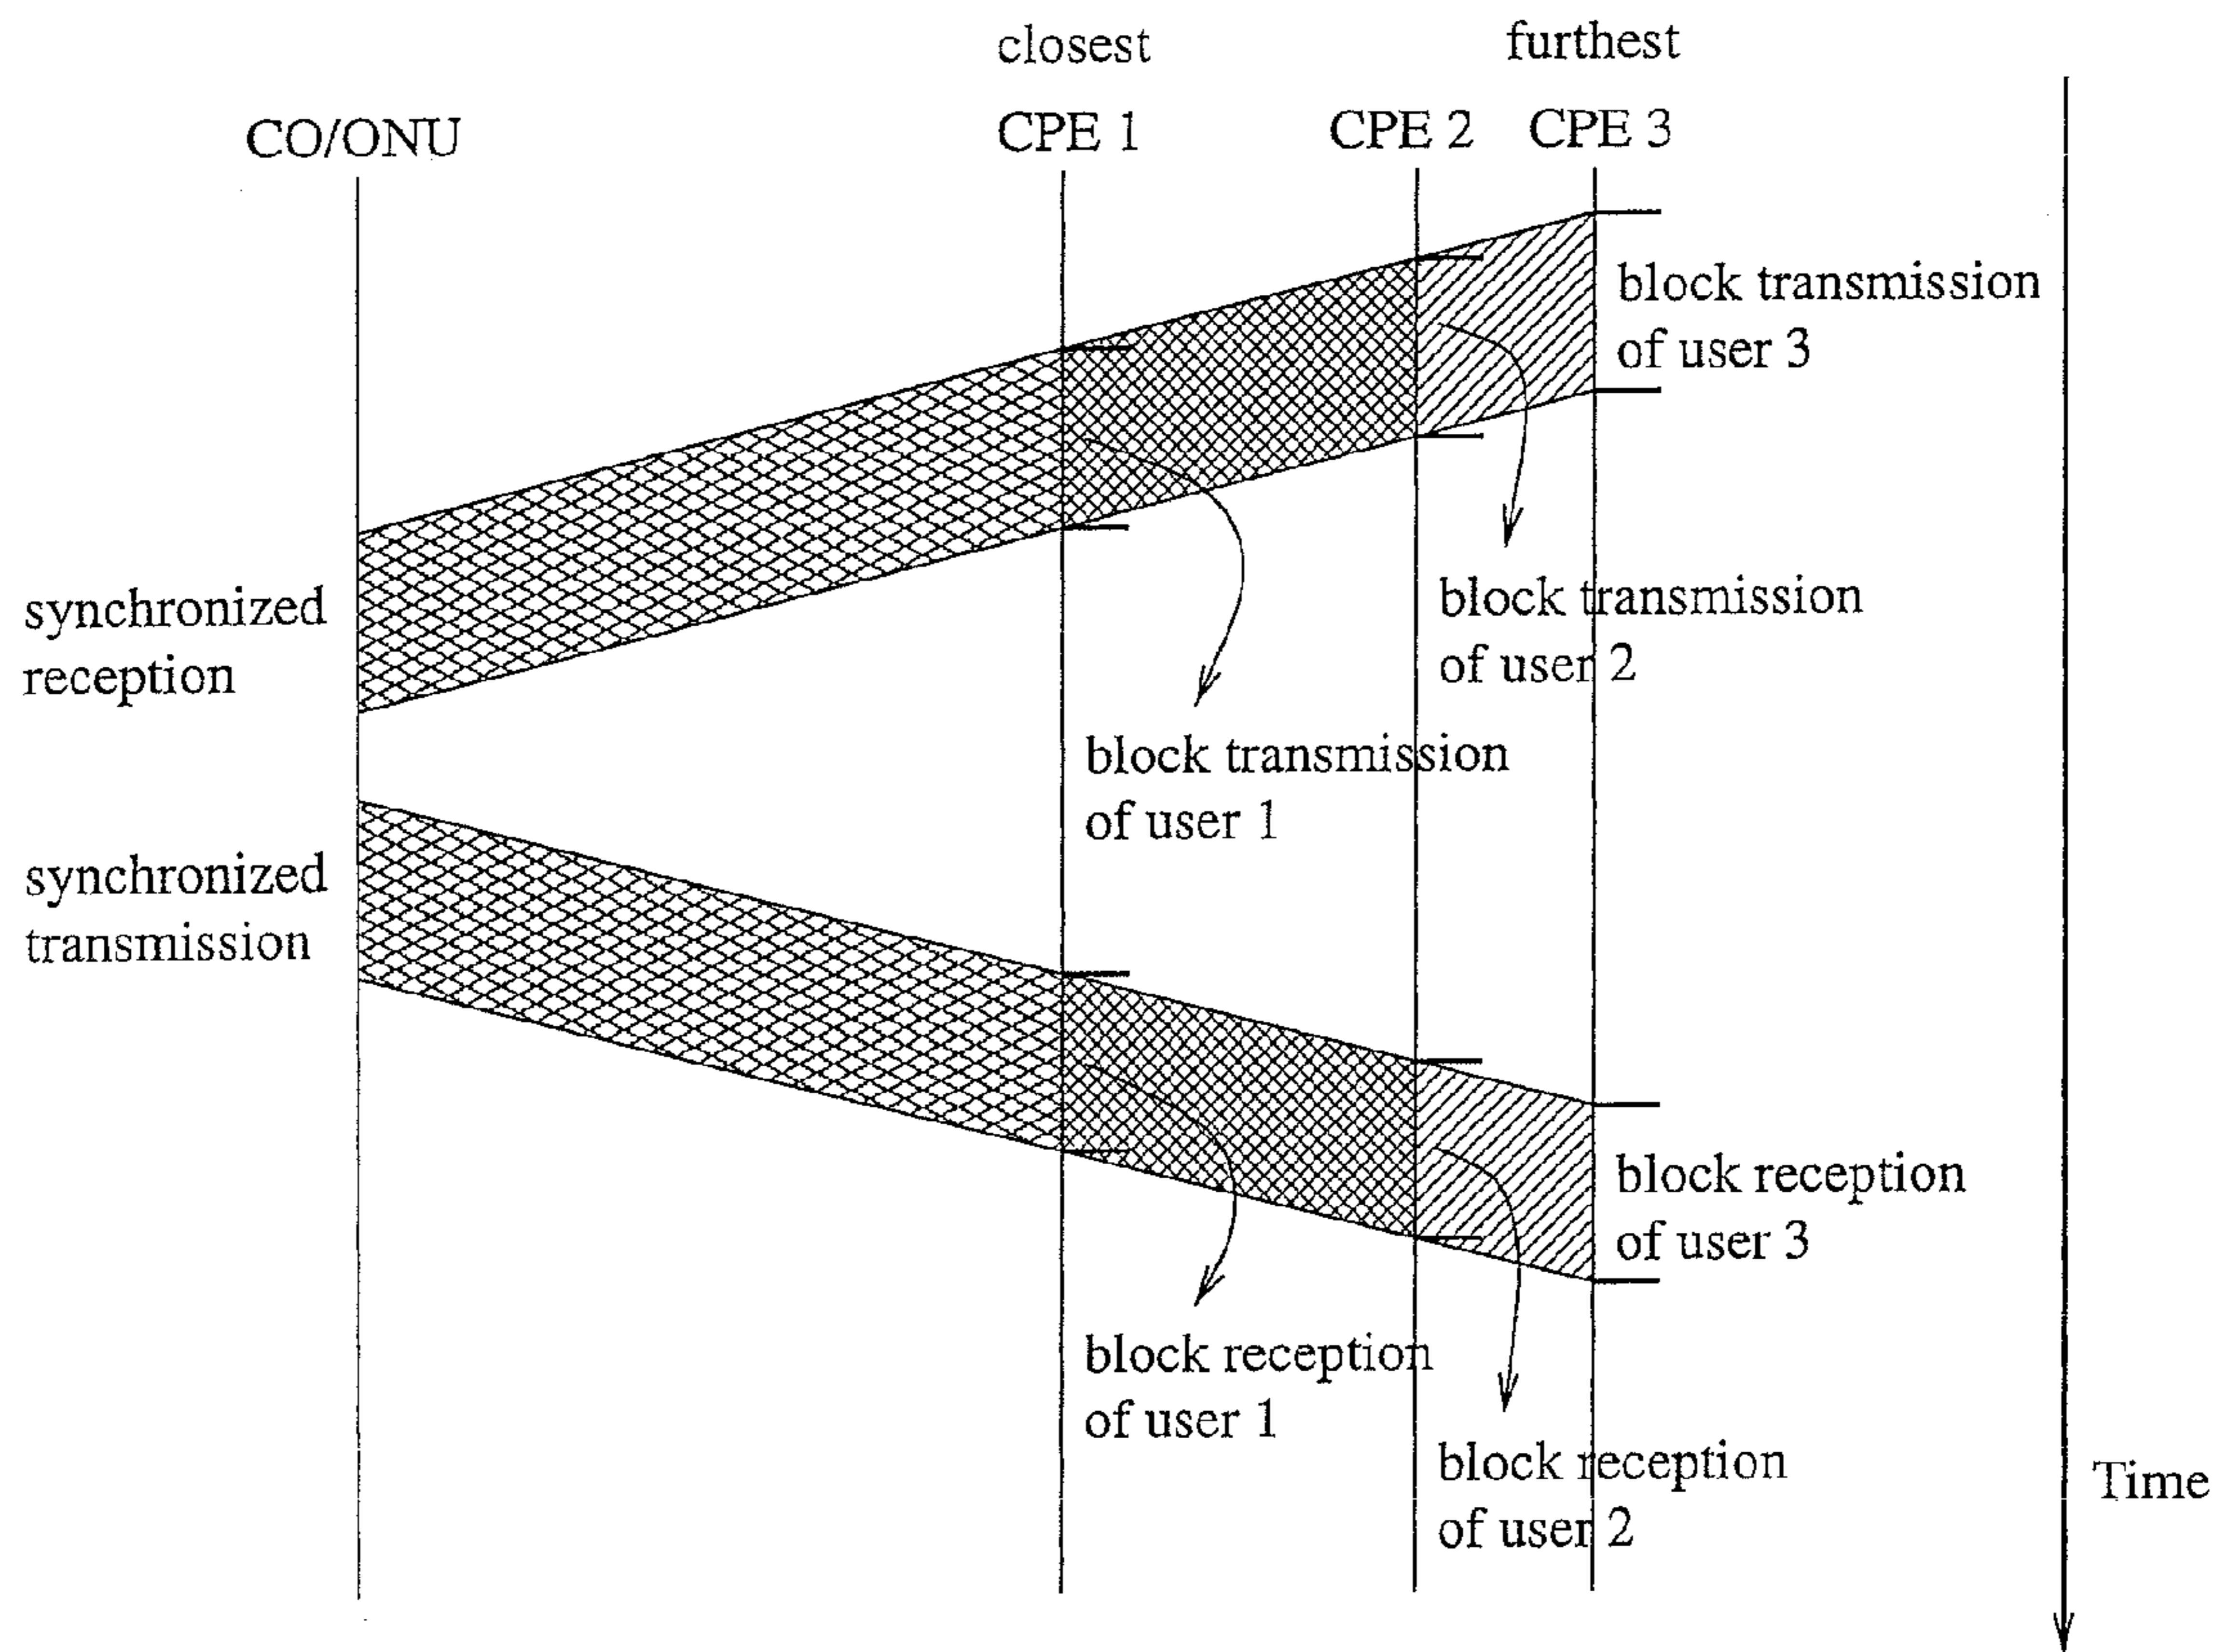 closest
furthest
CO/ONU
CPE 1
CPE 2
CPE 3
block transmission
of user 3
synchronized
reception
block transmission
of user 2
block transmission
of user 1
synchronized
transmission
block reception
of user 3
block reception
of user 1
block reception
of user 2
Time